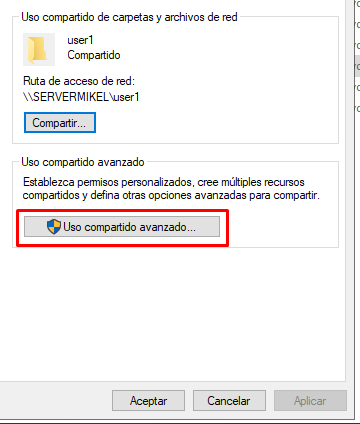 Uso compartido de carpetas y archivos de red
user1
Compartido
Ruta de acceso de red:
\\SERVERMIKEL\user1
Compartir...
Uso compartido avanzado
Establezca permisos personalizados, cree múltiples recursos
compartidos y defina otras opciones avanzadas para compartir.
Uso compartido avanzado...
Aceptar
Cancelar
Aplicar